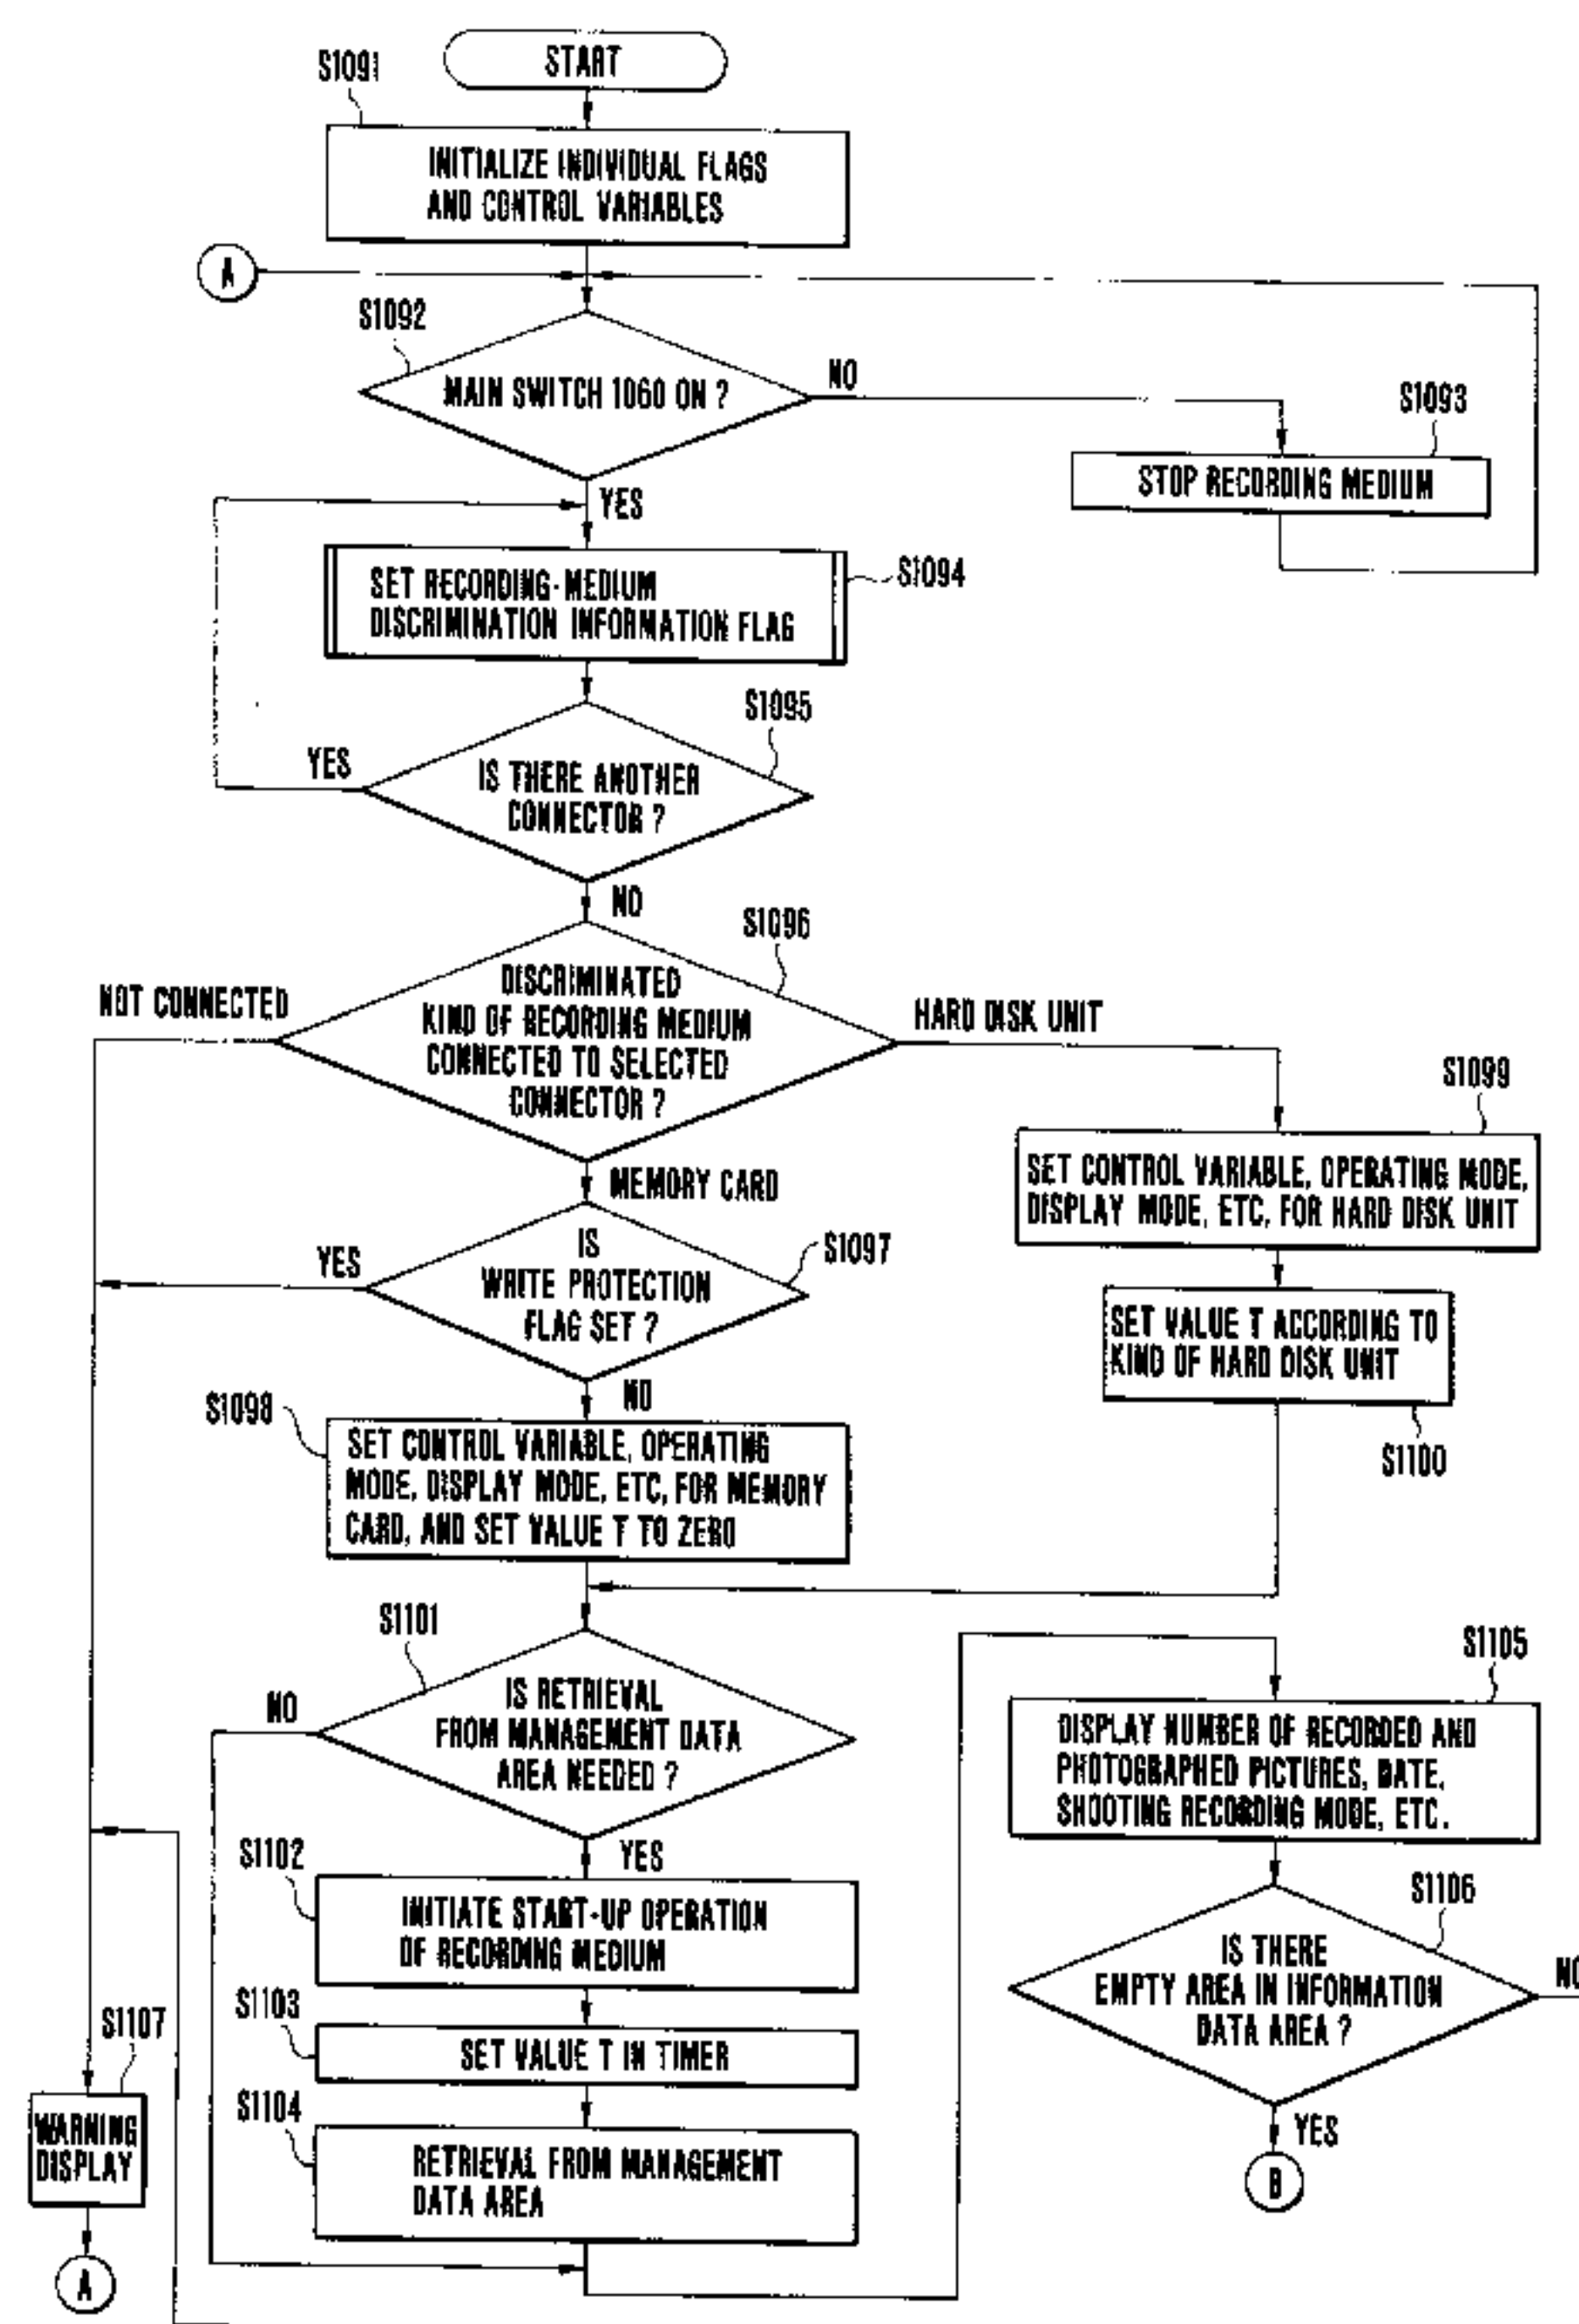 START
S1091
INITIALIZE INDIVIDUAL FLAGS
AND CONTROL VARIABLES
A
S1092
MAIN SWITCH 1060 ON ?
NO
S1093
STOP RECORDING MEDIUM
YES
SET RECORDING-MEDIUM
DISCRIMINATION INFORMATION FLAG
S1094
S1095
YES
IS THERE ANOTHER
CONNECTOR ?
NO
S1096
NOT CONNECTED
DISCRIMINATED
KIND OF RECORDING MEDIUM
CONNECTED TO SELECTED
CONNECTOR ?
HARD DISK UNIT
S1099
SET CONTROL VARIABLE, OPERATING MODE,
DISPLAY MODE, ETC, FOR HARD DISK UNIT
MEMORY CARD
YES
IS
WRITE PROTECTION
FLAG SET ?
S1097
SET VALUE T ACCORDING TO
KIND OF HARD DISK UNIT
S1100
NO
S1098
SET CONTROL VARIABLE, OPERATING
MODE, DISPLAY MODE, ETC, FOR MEMORY
CARD, AND SET VALUE T TO ZERO
S1101
NO
IS RETRIEVAL
FROM MANAGEMENT DATA
AREA NEEDED ?
YES
S1105
DISPLAY NUMBER OF RECORDED AND
PHOTOGRAPHED PICTURES, DATE,
SHOOTING RECORDING MODE, ETC.
S1102
INITIATE START-UP OPERATION
OF RECORDING MEDIUM
S1106
IS THERE
EMPTY AREA IN INFORMATION
DATA AREA ?
NO
YES
B
S1103
SET VALUE T IN TIMER
S1104
RETRIEVAL FROM MANAGEMENT
DATA AREA
S1107
WARNING
DISPLAY
A